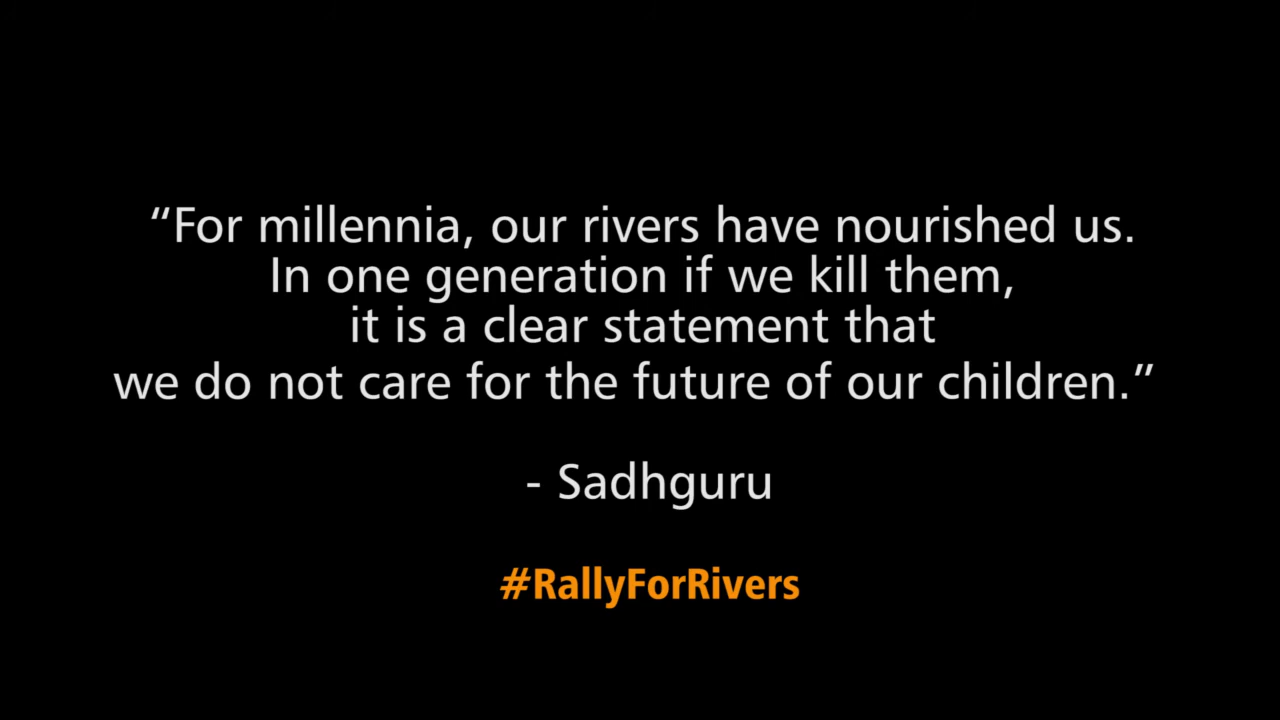 “For millennia, our rivers have nourished us.
In one generation if we kill them,
it is a clear statement that
we do not care for the future of our children.”
- Sadhguru
#RallyForRivers